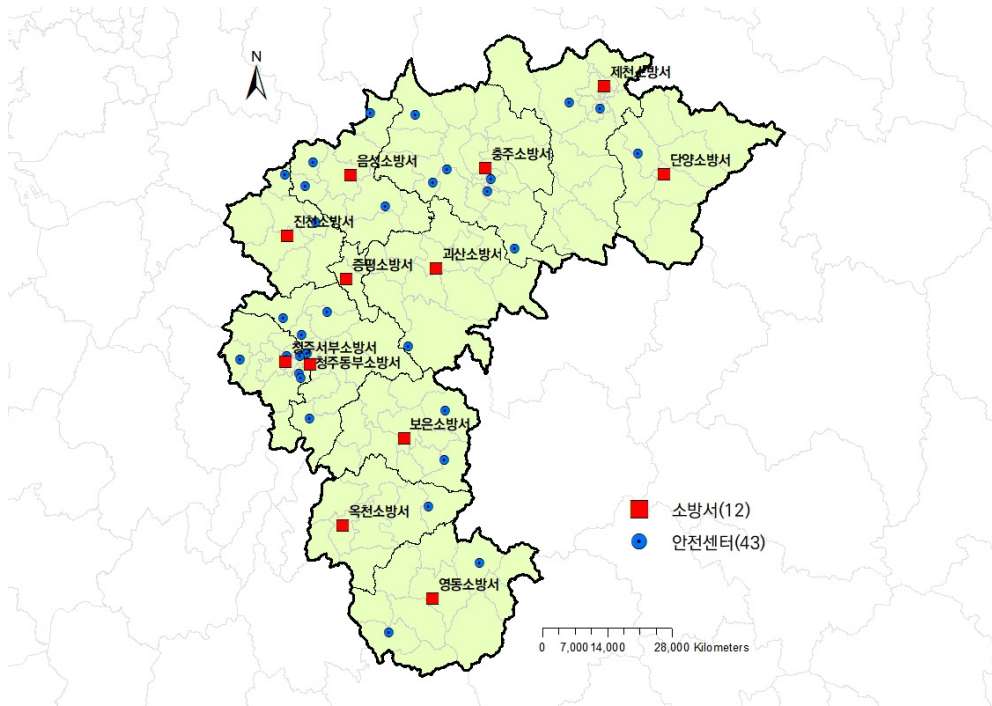 N
제천소방서
충주소방서
단양소방서
음성소방서
진천소방서
괴산소방서
증평소방서
청주서부소방서
청주동부소방서
보은소방서
옥천소방서
소방서(12)
안전센터(43)
영동소방서
0 7,000 14,000 28,000 Kilometers